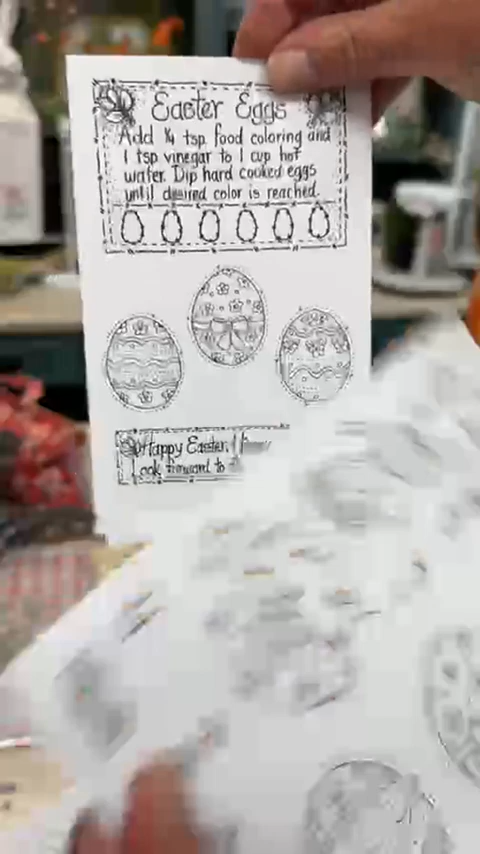 Easter Eggs
Add ¼ tsp. food coloring and
1 tsp vinegar to 1 cup hot
water. Dip hard cooked eggs
until desired color is reached.
Happy Easter,
Look forward to